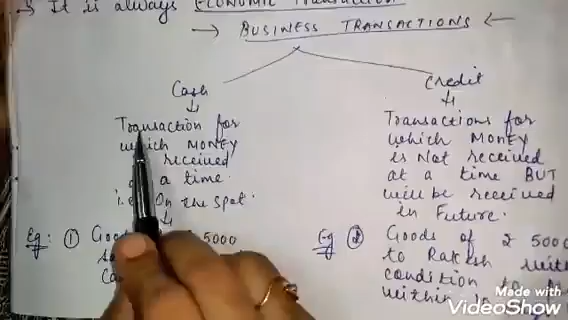 → It is always ECONOMIC Transaction
→ BUSINESS TRANSACTIONS ←
Cash
Transaction for
which MONEY
received
a time
i.e. On the Spot.
Eg: ① Goods 5000
Credit
Transactions for
which MONEY
is Not received
at a time BUT
will be received
in Future.
Eg ② Goods of ₹ 5000
to Rakesh with
condition to
within
Made with
VideoShow